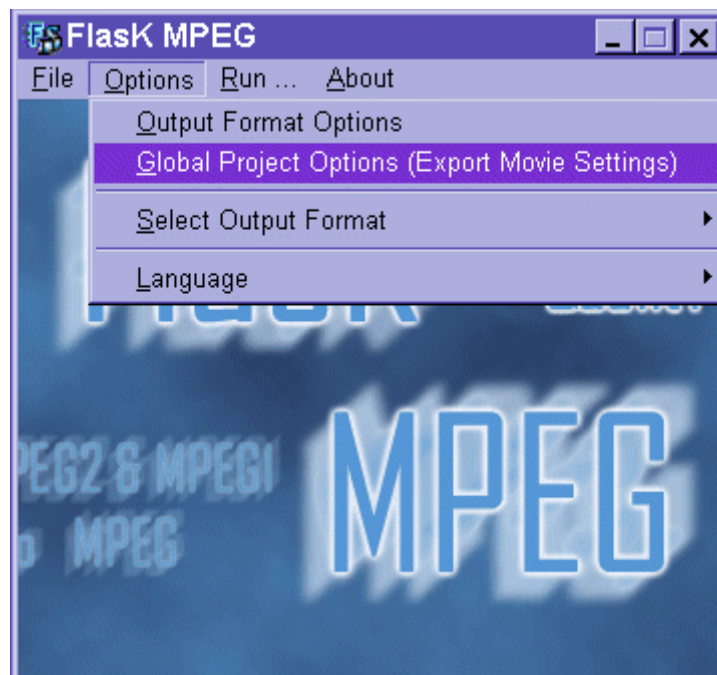 FlasK MPEG
File Options Run ... About
Output Format Options
Global Project Options (Export Movie Settings)
Select Output Format
Language
MPEG
PEG2 & MPEG1
MPEG